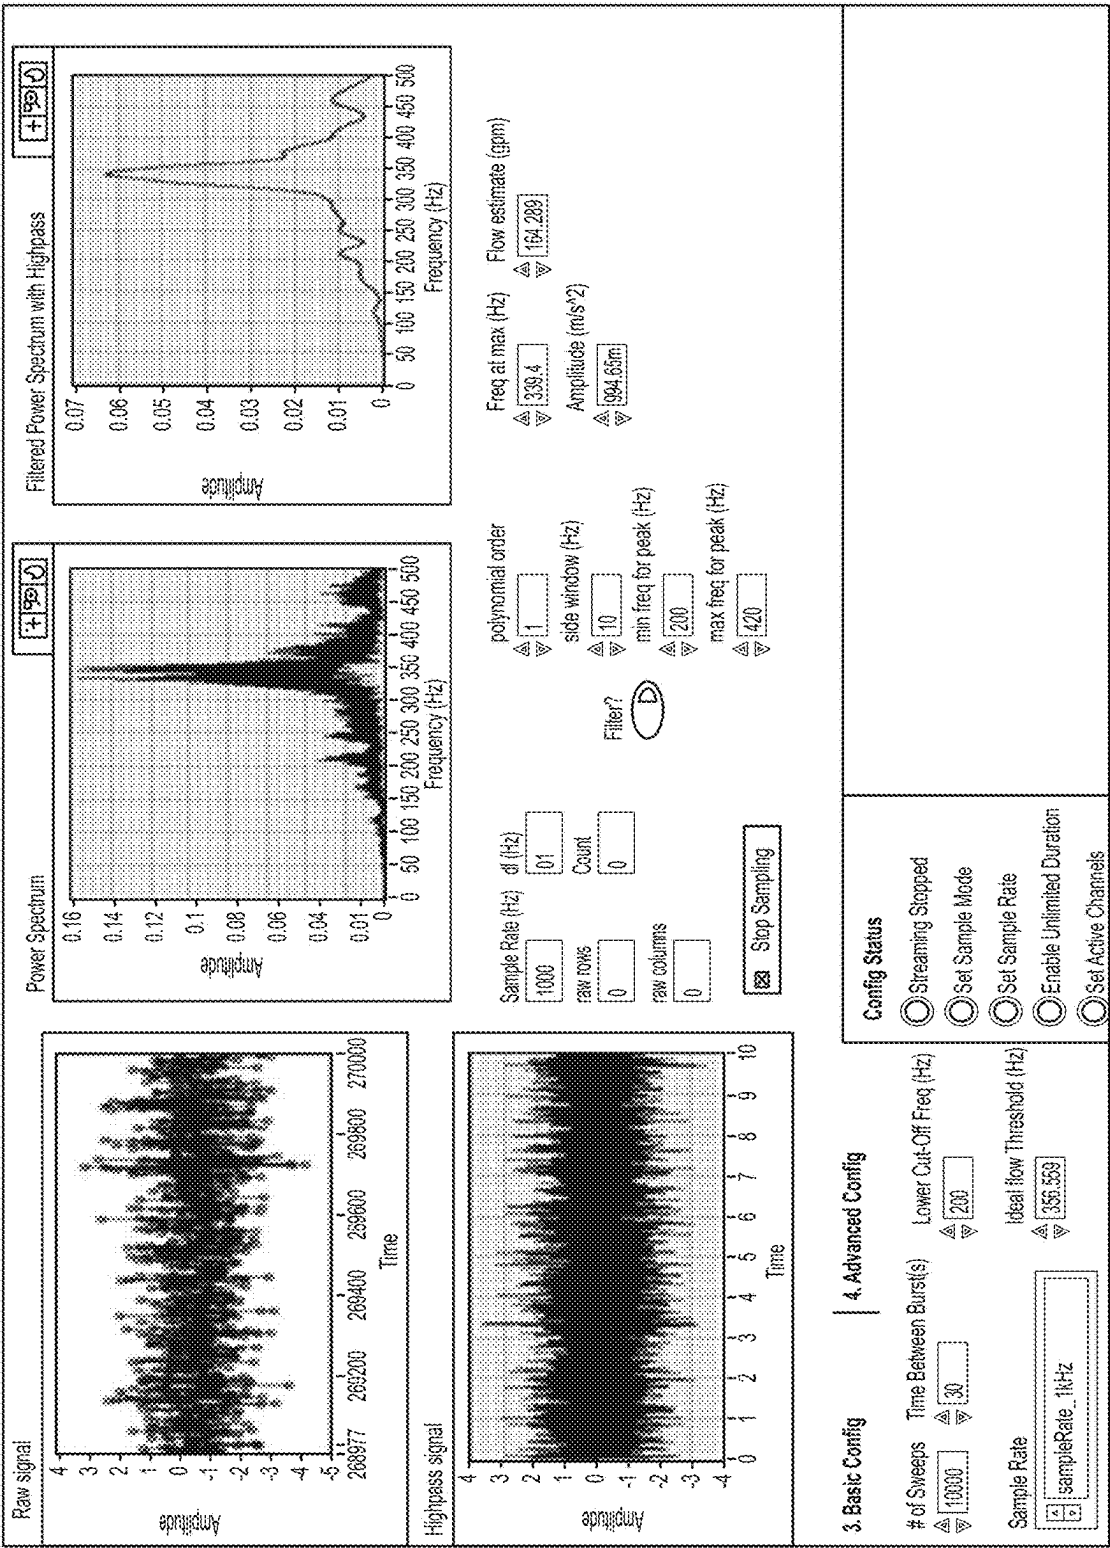 Raw signal
4
3
2
1
0
-1
-2
-3
-4
-5
Amplitude
268977 269200 269400 269600 269800 270000
Time
Power Spectrum
0.16
0.14
0.12
0.1
0.08
0.06
0.04
0.01
0
Amplitude
0 50 100 150 200 250 300 350 400 450 500
Frequency (Hz)
Filtered Power Spectrum with Highpass
0.07
0.06
0.05
0.04
0.03
0.02
0.01
0
Amplitude
0 50 100 150 200 250 300 350 400 450 500
Frequency (Hz)
Highpass signal
4
3
2
1
0
-1
-2
-3
-4
Amplitude
0 1 2 3 4 5 6 7 8 9 10
Time
Sample Rate (Hz) df (Hz)
1000 01
raw rows Count
0 0
raw columns
0
Stop Sampling
Filter?
polynomial order
1
side window (Hz)
10
min freq for peak (Hz)
200
max freq for peak (Hz)
420
Freq at max (Hz) Flow estimate (gpm)
339.4 164.289
Amplitude (m/s^2)
994.65m
3. Basic Config 4. Advanced Config
# of Sweeps Time Between Burst(s) Lower Cut-Off Freq (Hz)
10000 30 200
Sample Rate Ideal flow Threshold (Hz)
sampleRate_1kHz 356.559
Config Status
Streaming Stopped
Set Sample Mode
Set Sample Rate
Enable Unlimited Duration
Set Active Channels